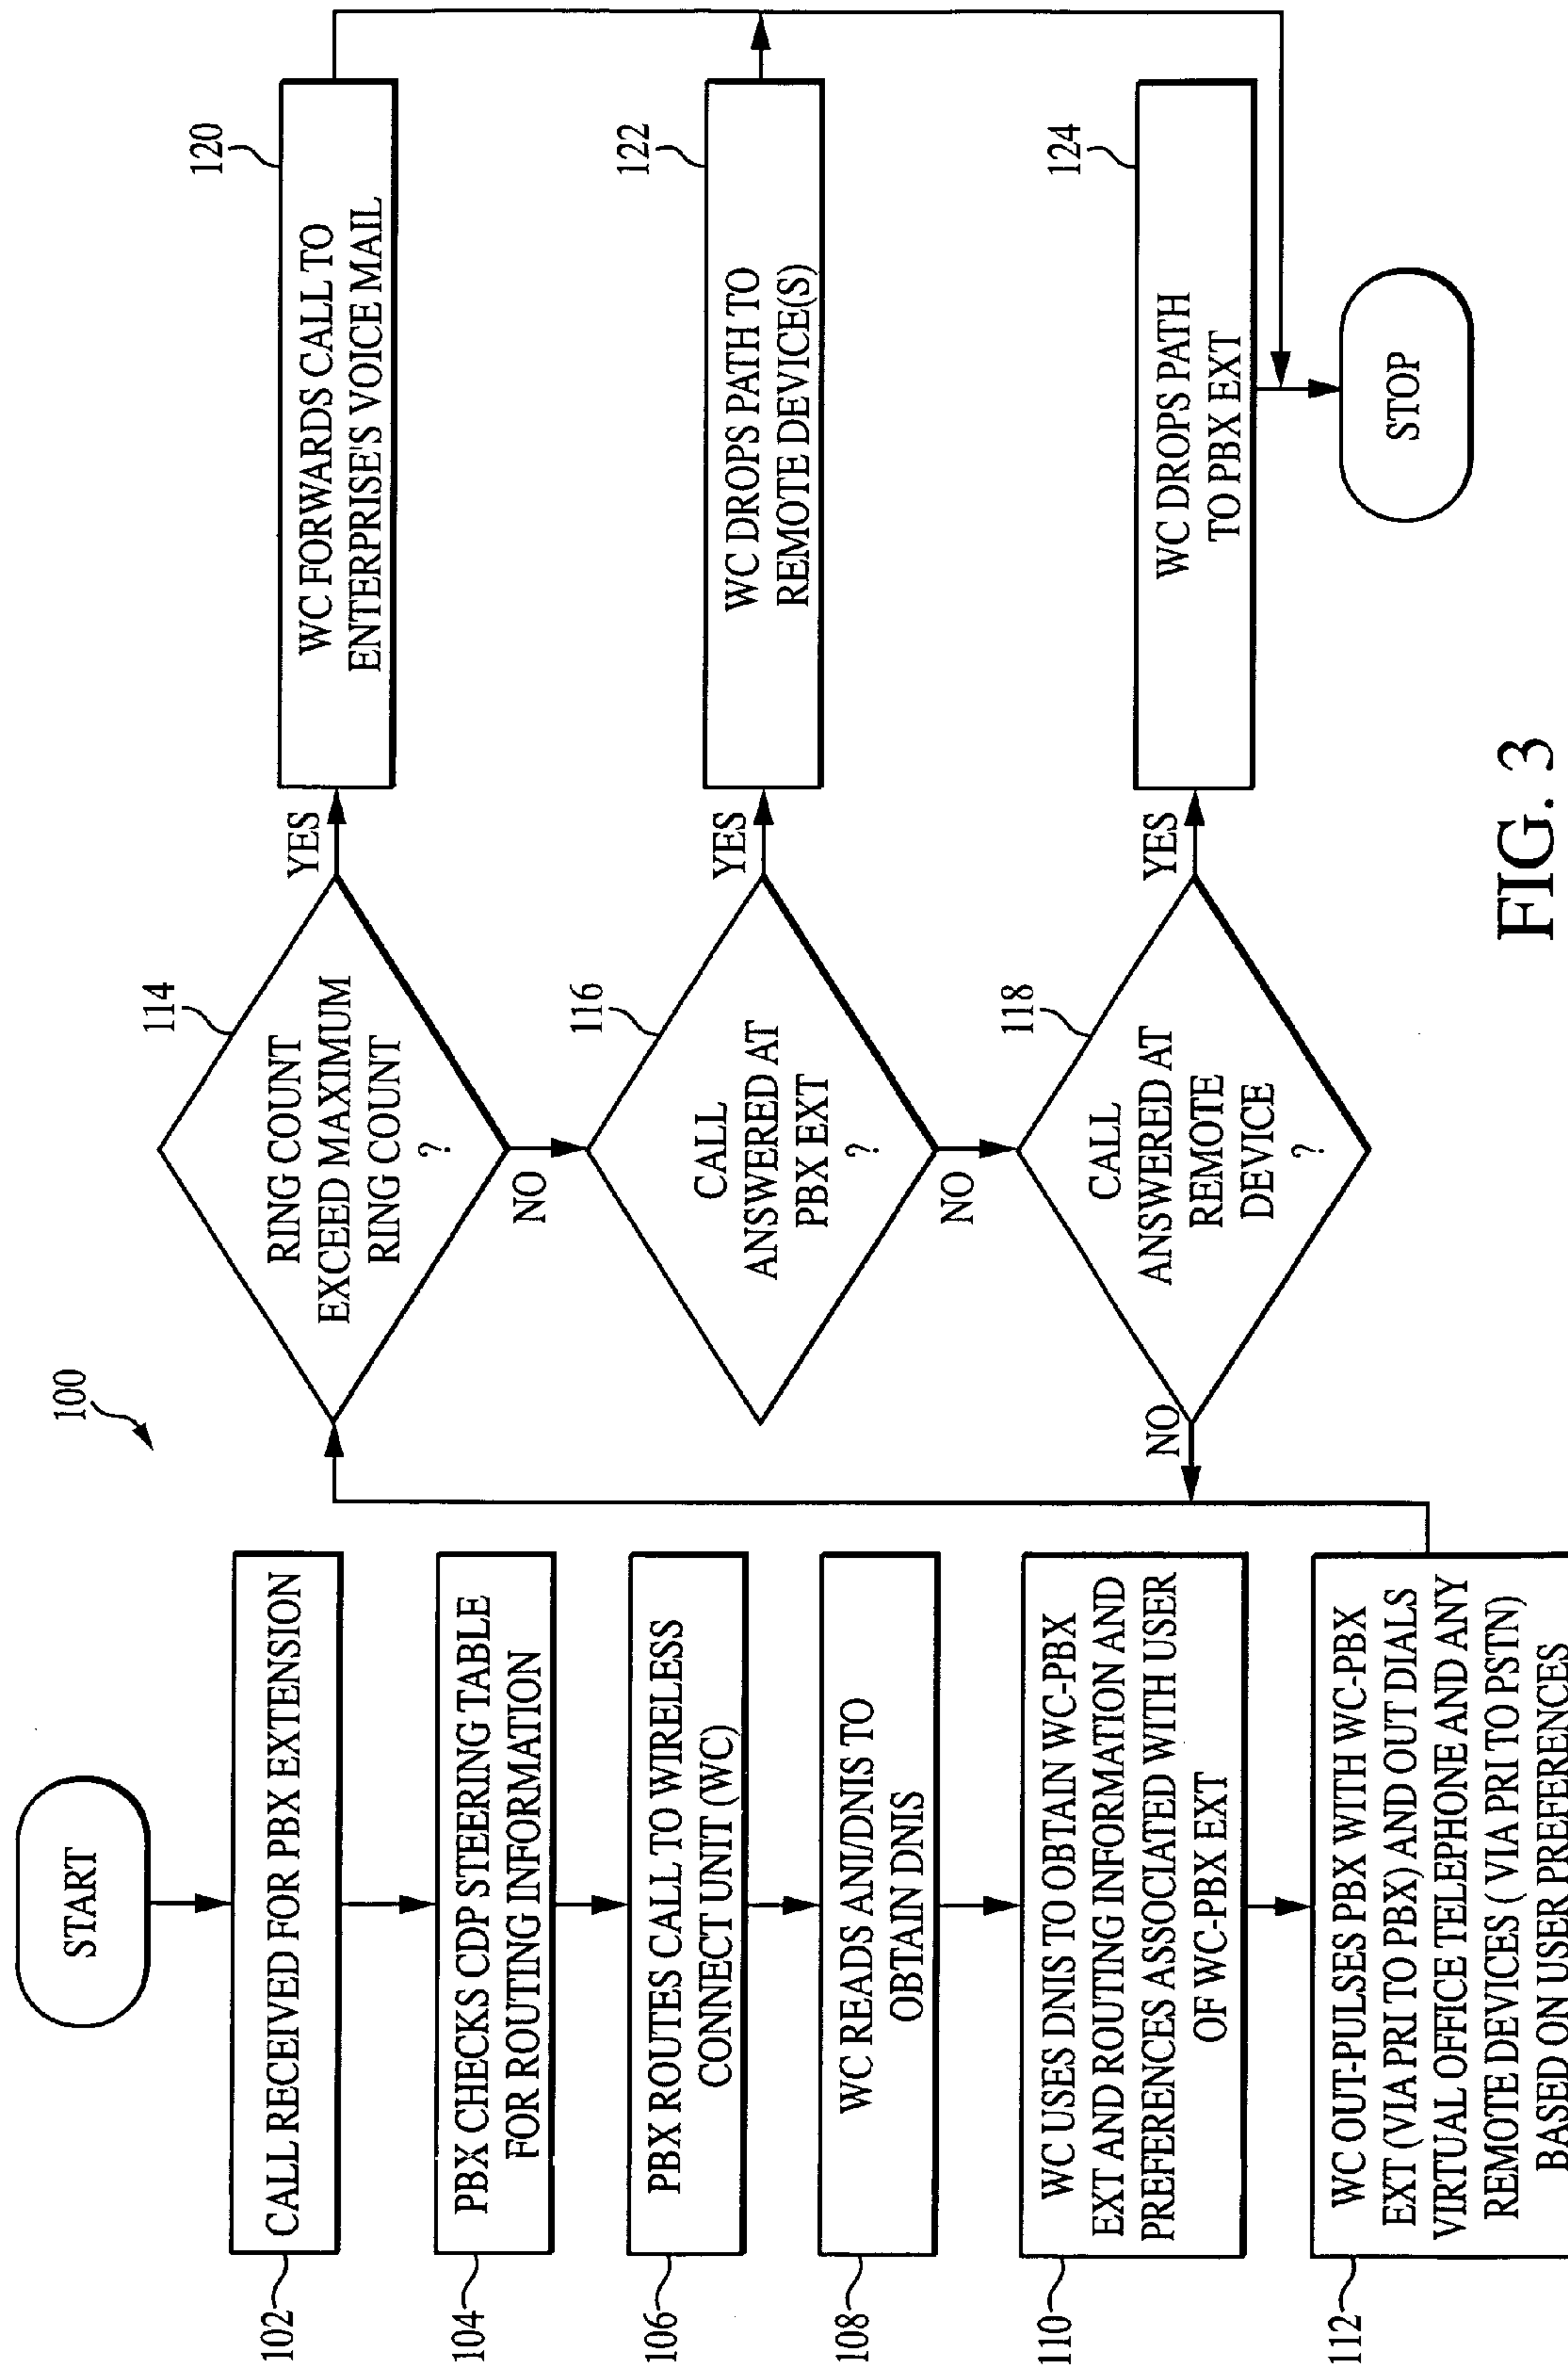 100
START
102
CALL RECEIVED FOR PBX EXTENSION
104
PBX CHECKS CDP STEERING TABLE
FOR ROUTING INFORMATION
106
PBX ROUTES CALL TO WIRELESS
CONNECT UNIT (WC)
108
WC READS ANI/DNIS TO
OBTAIN DNIS
110
WC USES DNIS TO OBTAIN WC-PBX
EXT AND ROUTING INFORMATION AND
PREFERENCES ASSOCIATED WITH USER
OF WC-PBX EXT
112
WC OUT-PULSES PBX WITH WC-PBX
EXT (VIA PRI TO PBX) AND OUT DIALS
VIRTUAL OFFICE TELEPHONE AND ANY
REMOTE DEVICES ( VIA PRI TO PSTN)
BASED ON USER PREFERENCES
114
RING COUNT
EXCEED MAXIMUM
RING COUNT
?
YES
NO
120
WC FORWARDS CALL TO
ENTERPRISE'S VOICE MAIL
116
CALL
ANSWERED AT
PBX EXT
?
YES
NO
122
WC DROPS PATH TO
REMOTE DEVICE(S)
118
CALL
ANSWERED AT
REMOTE
DEVICE
?
YES
NO
124
WC DROPS PATH
TO PBX EXT
STOP
FIG. 3